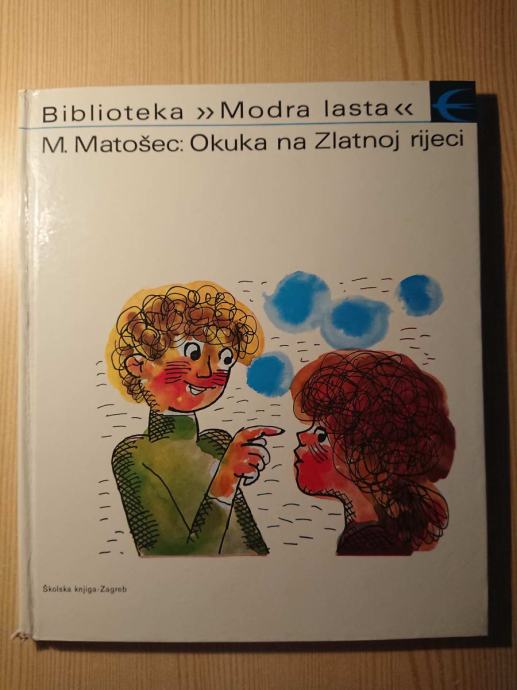 Biblioteka »Modra lasta«
M. Matošec: Okuka na Zlatnoj rijeci
Školska knjiga-Zagreb